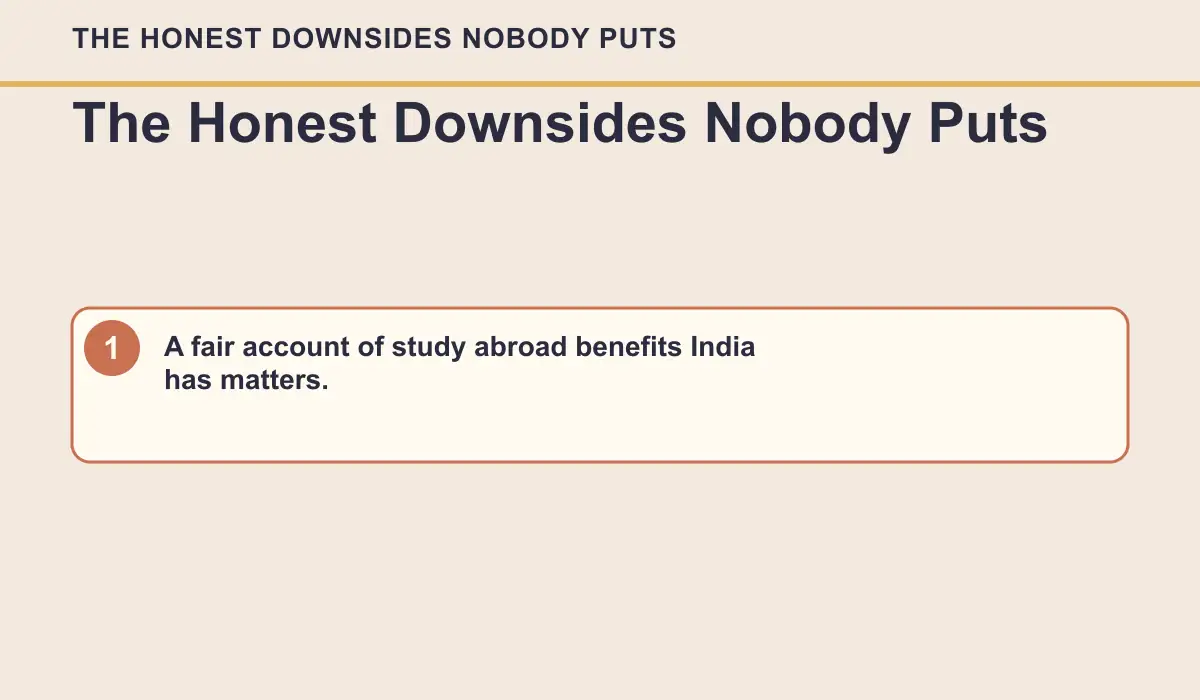 THE HONEST DOWNSIDES NOBODY PUTS
The Honest Downsides Nobody Puts
1
A fair account of study abroad benefits India
has matters.